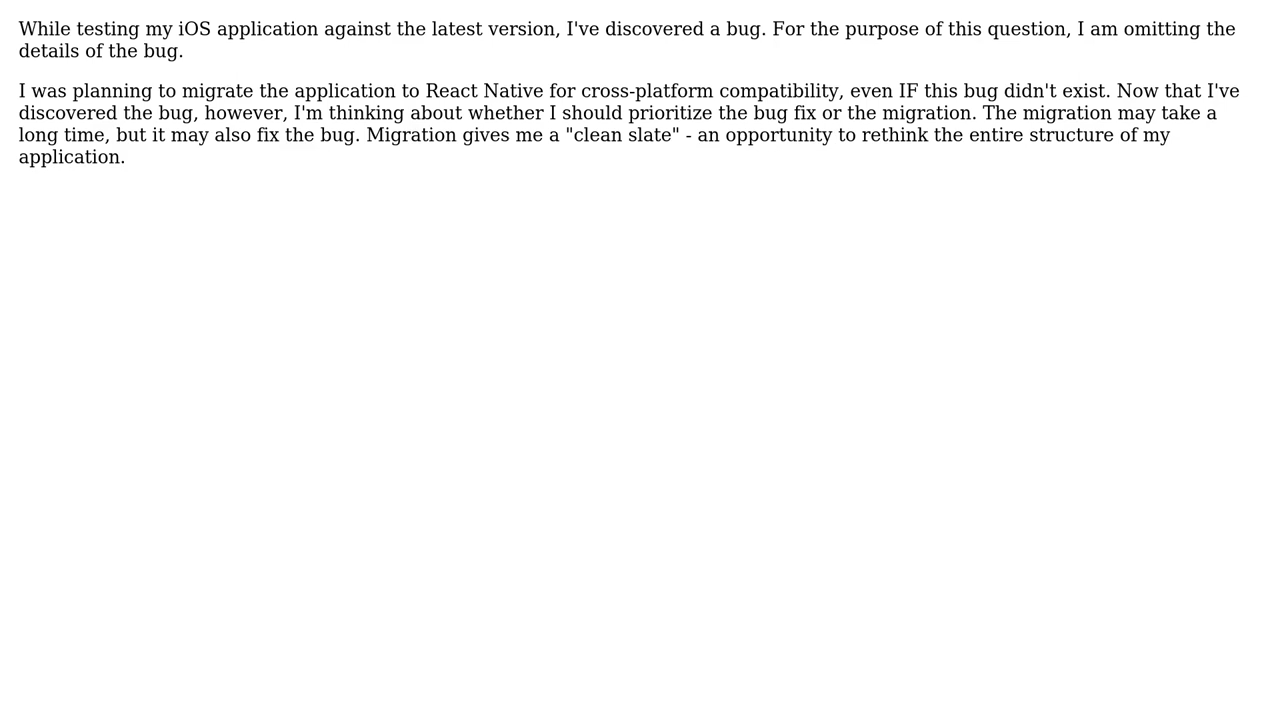 While testing my iOS application against the latest version, I've discovered a bug. For the purpose of this question, I am omitting the
details of the bug.
I was planning to migrate the application to React Native for cross-platform compatibility, even IF this bug didn't exist. Now that I've
discovered the bug, however, I'm thinking about whether I should prioritize the bug fix or the migration. The migration may take a
long time, but it may also fix the bug. Migration gives me a "clean slate" - an opportunity to rethink the entire structure of my
application.